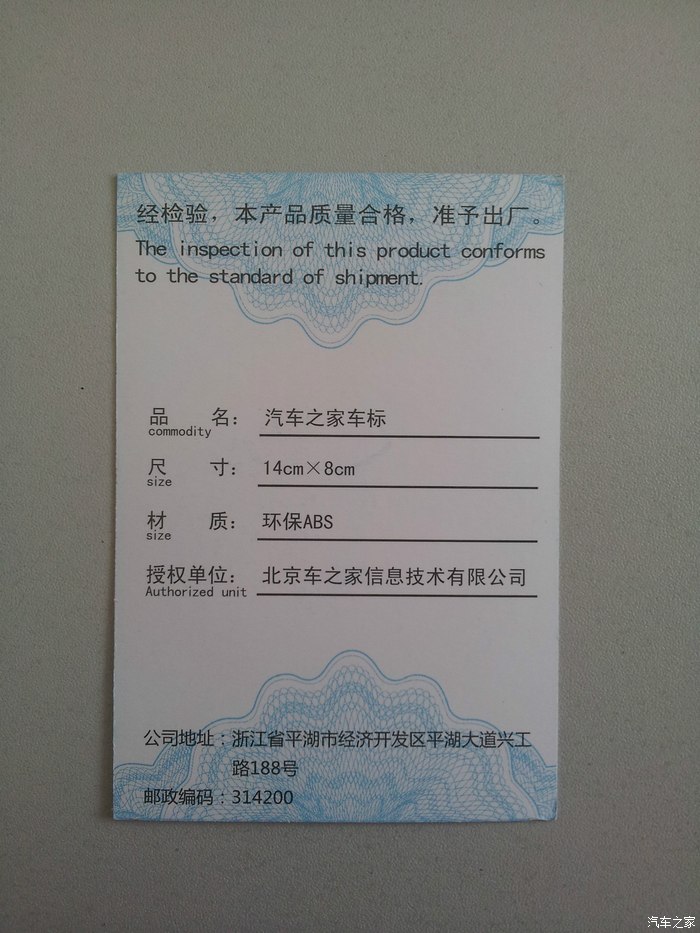 经检验，本产品质量合格，准予出厂。
The inspection of this product conforms
to the standard of shipment.
品 名： 汽车之家车标
commodity
尺 寸： 14cm×8cm
size
材 质： 环保ABS
size
授权单位： 北京车之家信息技术有限公司
Authorized unit
公司地址：浙江省平湖市经济开发区平湖大道兴工
路188号
邮政编码：314200
汽车之家